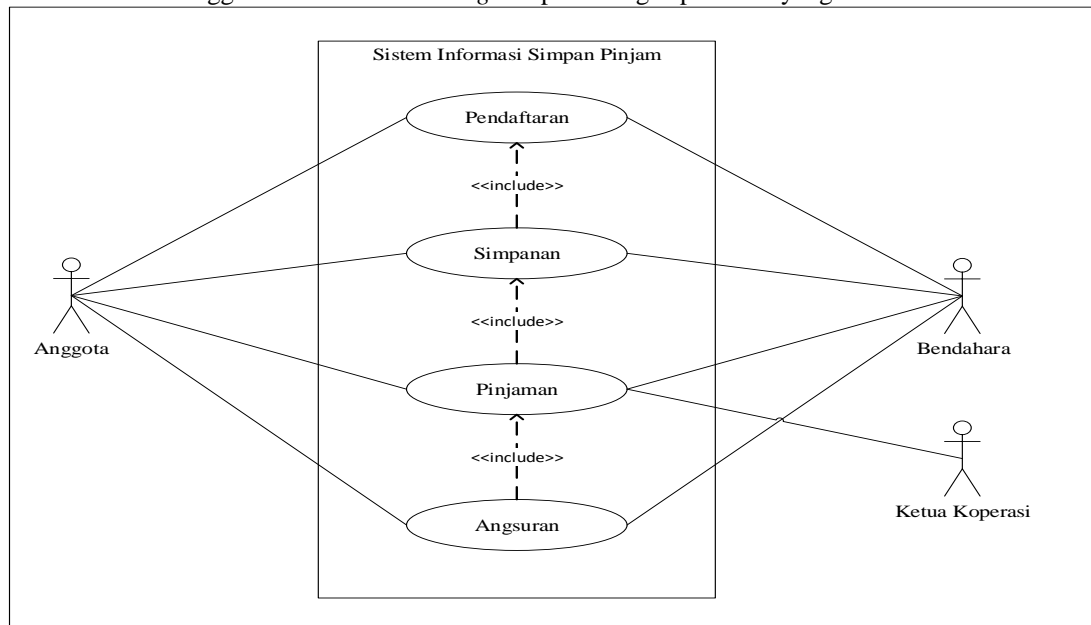 Sistem Informasi Simpan Pinjam
Pendaftaran
<<include>>
Simpanan
<<include>>
Anggota
Bendahara
Pinjaman
<<include>>
Ketua Koperasi
Angsuran